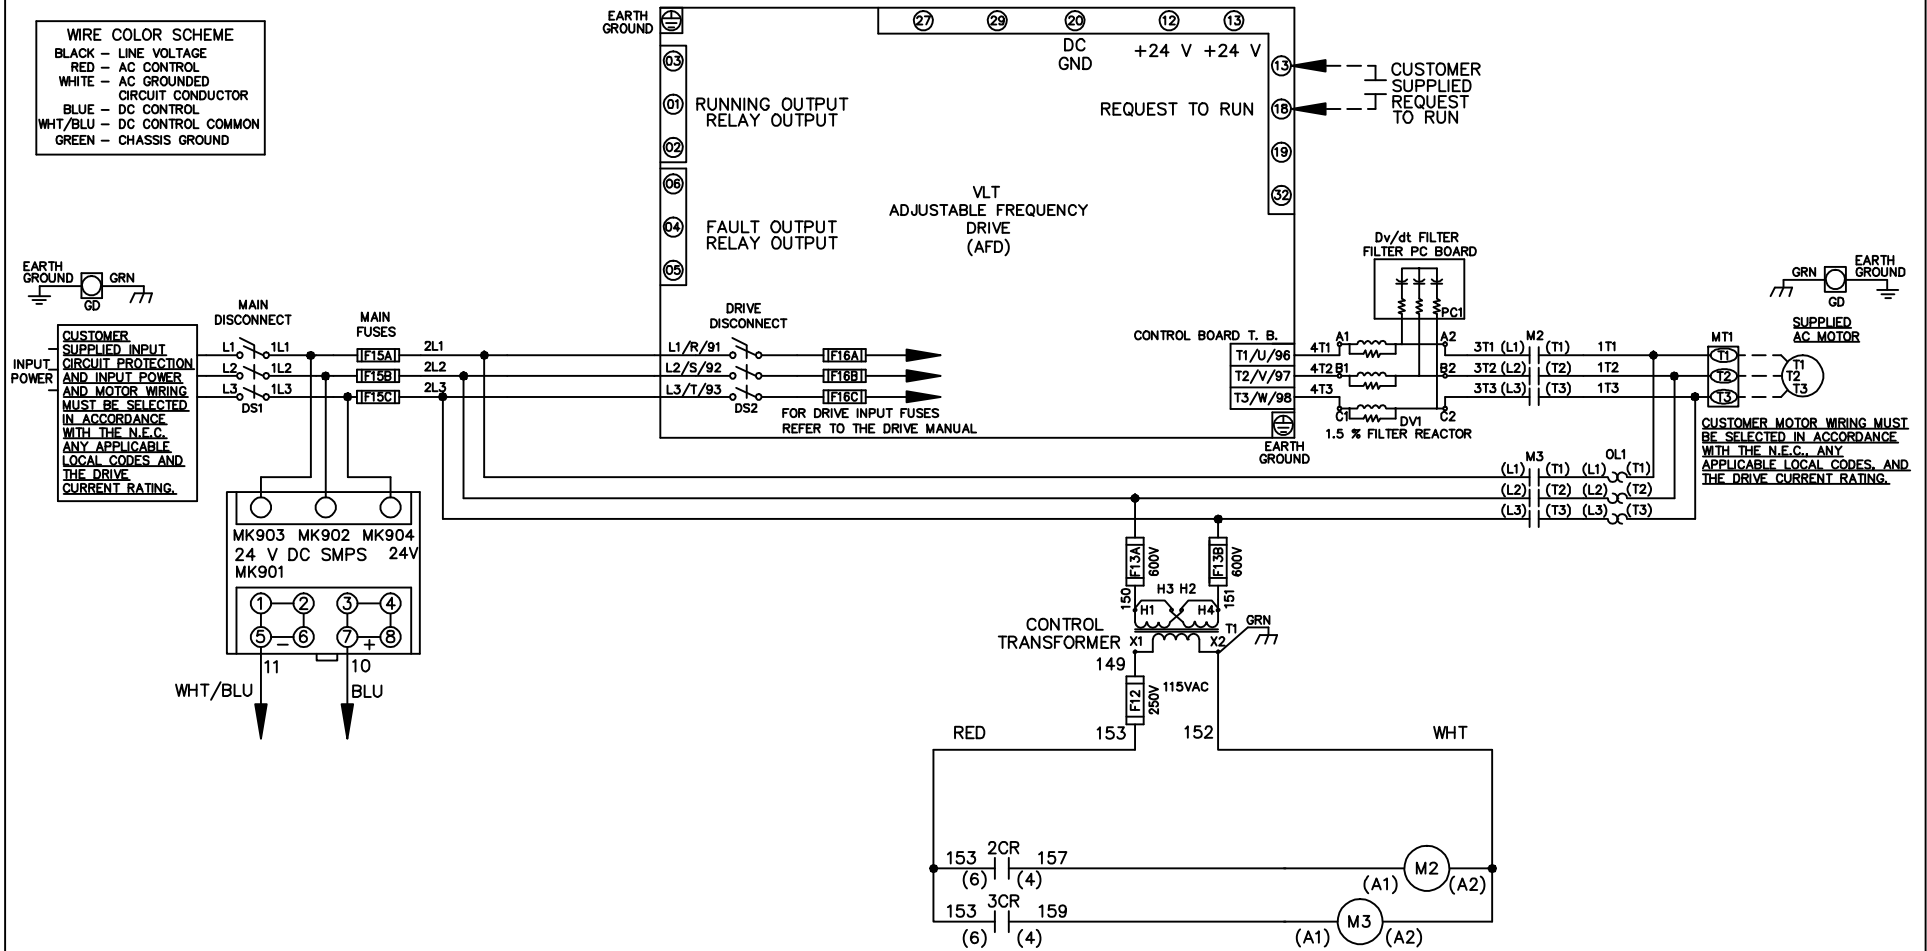 WIRE COLOR SCHEME
BLACK – LINE VOLTAGE
RED – AC CONTROL
WHITE – AC GROUNDED
CIRCUIT CONDUCTOR
BLUE – DC CONTROL
WHT/BLU – DC CONTROL COMMON
GREEN – CHASSIS GROUND
EARTH
GROUND
27 29 20 12 13
DC
GND
+24 V +24 V
03
01
02
RUNNING OUTPUT
RELAY OUTPUT
06
04
05
FAULT OUTPUT
RELAY OUTPUT
VLT
ADJUSTABLE FREQUENCY
DRIVE
(AFD)
REQUEST TO RUN
13
18
19
32
CUSTOMER
SUPPLIED
REQUEST
TO RUN
EARTH
GROUND
GRN
GD
INPUT
POWER
CUSTOMER
SUPPLIED INPUT
CIRCUIT PROTECTION
AND INPUT POWER
AND MOTOR WIRING
MUST BE SELECTED
IN ACCORDANCE
WITH THE N.E.C.
ANY APPLICABLE
LOCAL CODES AND
THE DRIVE
CURRENT RATING.
MAIN
DISCONNECT
L1 1L1
L2 1L2
L3 1L3
DS1
MAIN
FUSES
F15A 2L1
F15B 2L2
F15C 2L3
DRIVE
DISCONNECT
L1/R/91
L2/S/92
L3/T/93
DS2
F16A
F16B
F16C
FOR DRIVE INPUT FUSES
REFER TO THE DRIVE MANUAL
CONTROL BOARD T. B.
T1/U/96
T2/V/97
T3/W/98
EARTH
GROUND
Dv/dt FILTER
FILTER PC BOARD
PC1
4T1 A1 A2
4T2 B1 B2
4T3 C1 C2
DV1
1.5 % FILTER REACTOR
M2
3T1 (L1) (T1) 1T1
3T2 (L2) (T2) 1T2
3T3 (L3) (T3) 1T3
MT1
T1
T2
T3
T1
T2
T3
GRN
GD
EARTH
GROUND
SUPPLIED
AC MOTOR
CUSTOMER MOTOR WIRING MUST
BE SELECTED IN ACCORDANCE
WITH THE N.E.C., ANY
APPLICABLE LOCAL CODES, AND
THE DRIVE CURRENT RATING.
M3 OL1
(L1) (T1) (L1) (T1)
(L2) (T2) (L2) (T2)
(L3) (T3) (L3) (T3)
MK903 MK902 MK904
24 V DC SMPS 24V
MK901
1 2 3 4
5 – 6 7 + 8
11 10
WHT/BLU BLU
F13A 600V F13B 600V
150 H3 H2 151
H1 H4
CONTROL
TRANSFORMER
X1 X2 T1 GRN
149
F12 250V 115VAC
RED 153 152 WHT
153 2CR 157 M2
(6) (4) (A1) (A2)
153 3CR 159 M3
(6) (4) (A1) (A2)